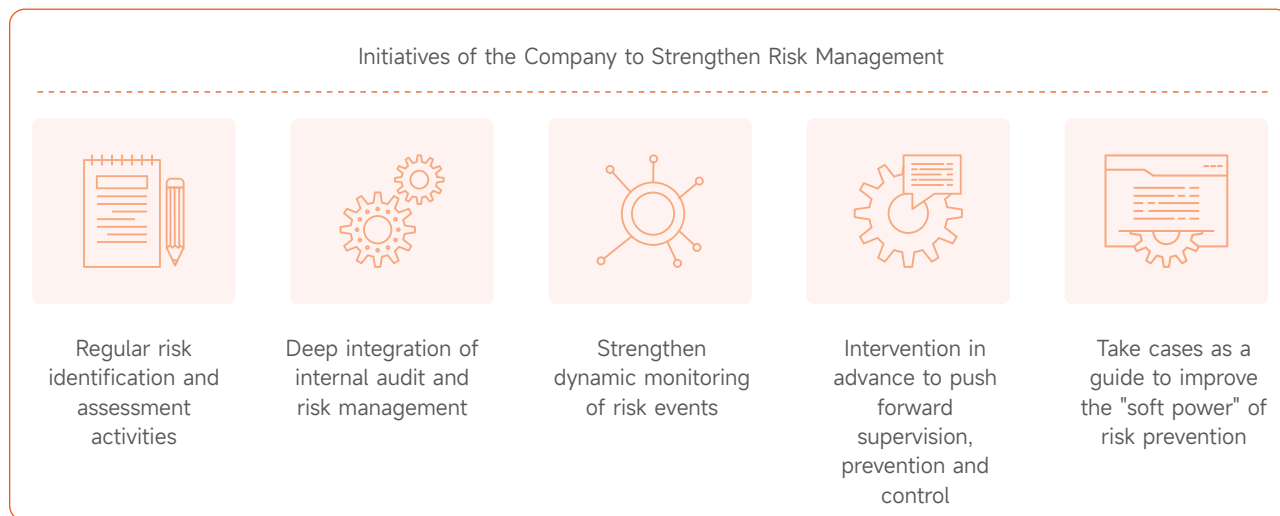 Initiatives of the Company to Strengthen Risk Management
Regular risk
identification and
assessment
activities
Deep integration of
internal audit and
risk management
Strengthen
dynamic monitoring
of risk events
Intervention in
advance to push
forward
supervision,
prevention and
control
Take cases as a
guide to improve
the "soft power" of
risk prevention